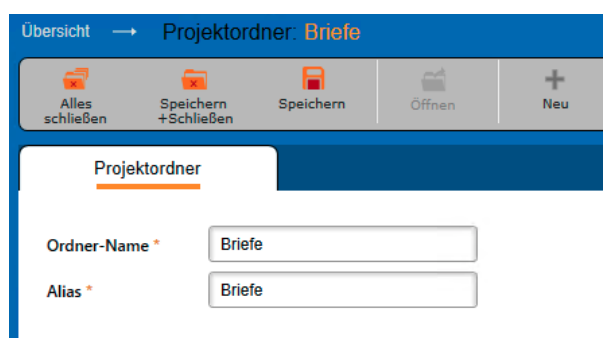 Übersicht → Projektordner: Briefe
Alles schließen
Speichern +Schließen
Speichern
Öffnen
Neu
Projektordner
Ordner-Name * Briefe
Alias * Briefe